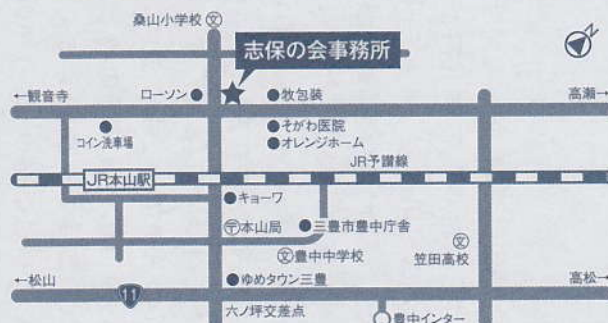 桑山小学校 文
志保の会事務所
N
←観音寺
ローソン
牧包装
高瀬→
コイン洗車場
そがわ医院
オレンジホーム
JR予讃線
JR本山駅
キョーワ
〒本山局
三豊市豊中庁舎
文
文豊中中学校
笠田高校
←松山
ゆめタウン三豊
高松→
11
六ノ坪交差点
豊中インター